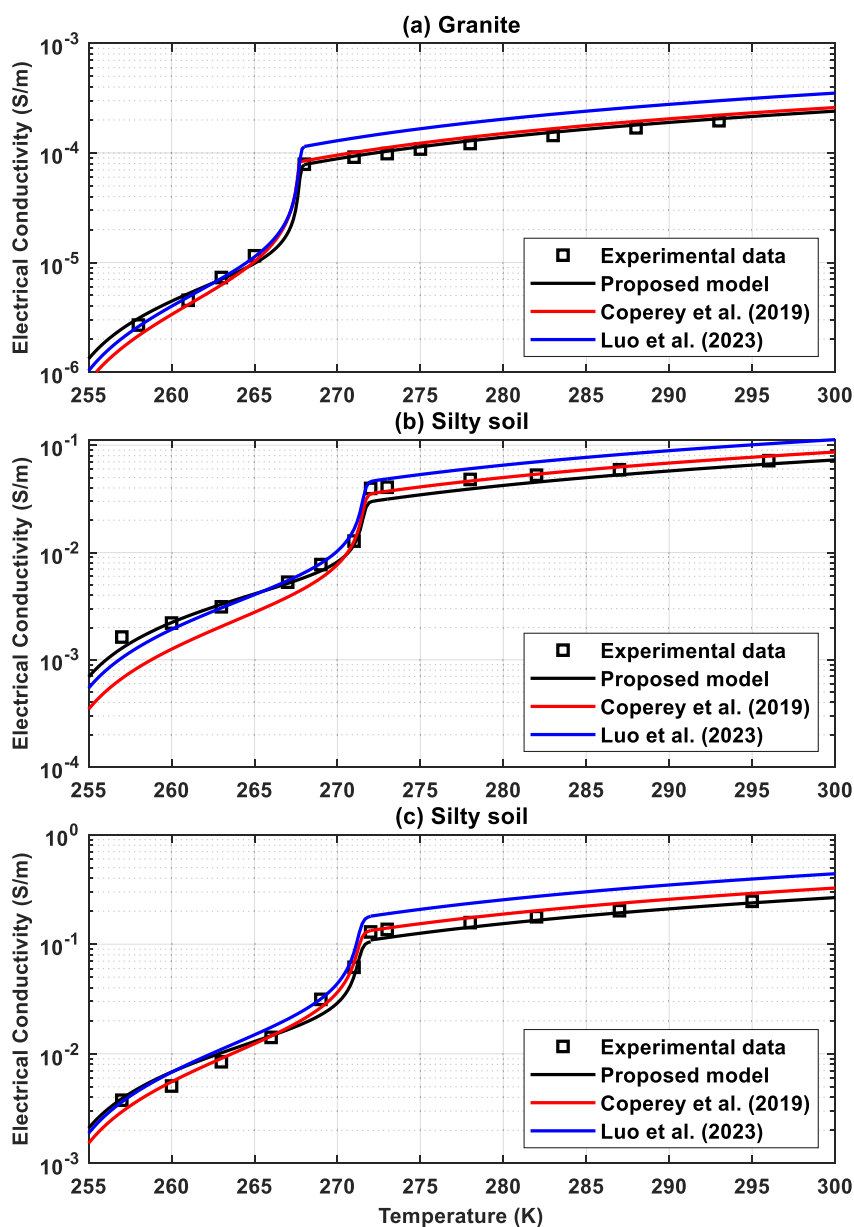 (a) Granite
Electrical Conductivity (S/m)
10-3
10-4
10-5
10-6
Experimental data
Proposed model
Coperey et al. (2019)
Luo et al. (2023)
255 260 265 270 275 280 285 290 295 300
(b) Silty soil
Electrical Conductivity (S/m)
10-1
10-2
10-3
10-4
Experimental data
Proposed model
Coperey et al. (2019)
Luo et al. (2023)
255 260 265 270 275 280 285 290 295 300
(c) Silty soil
Electrical Conductivity (S/m)
100
10-1
10-2
10-3
Experimental data
Proposed model
Coperey et al. (2019)
Luo et al. (2023)
255 260 265 270 275 280 285 290 295 300
Temperature (K)